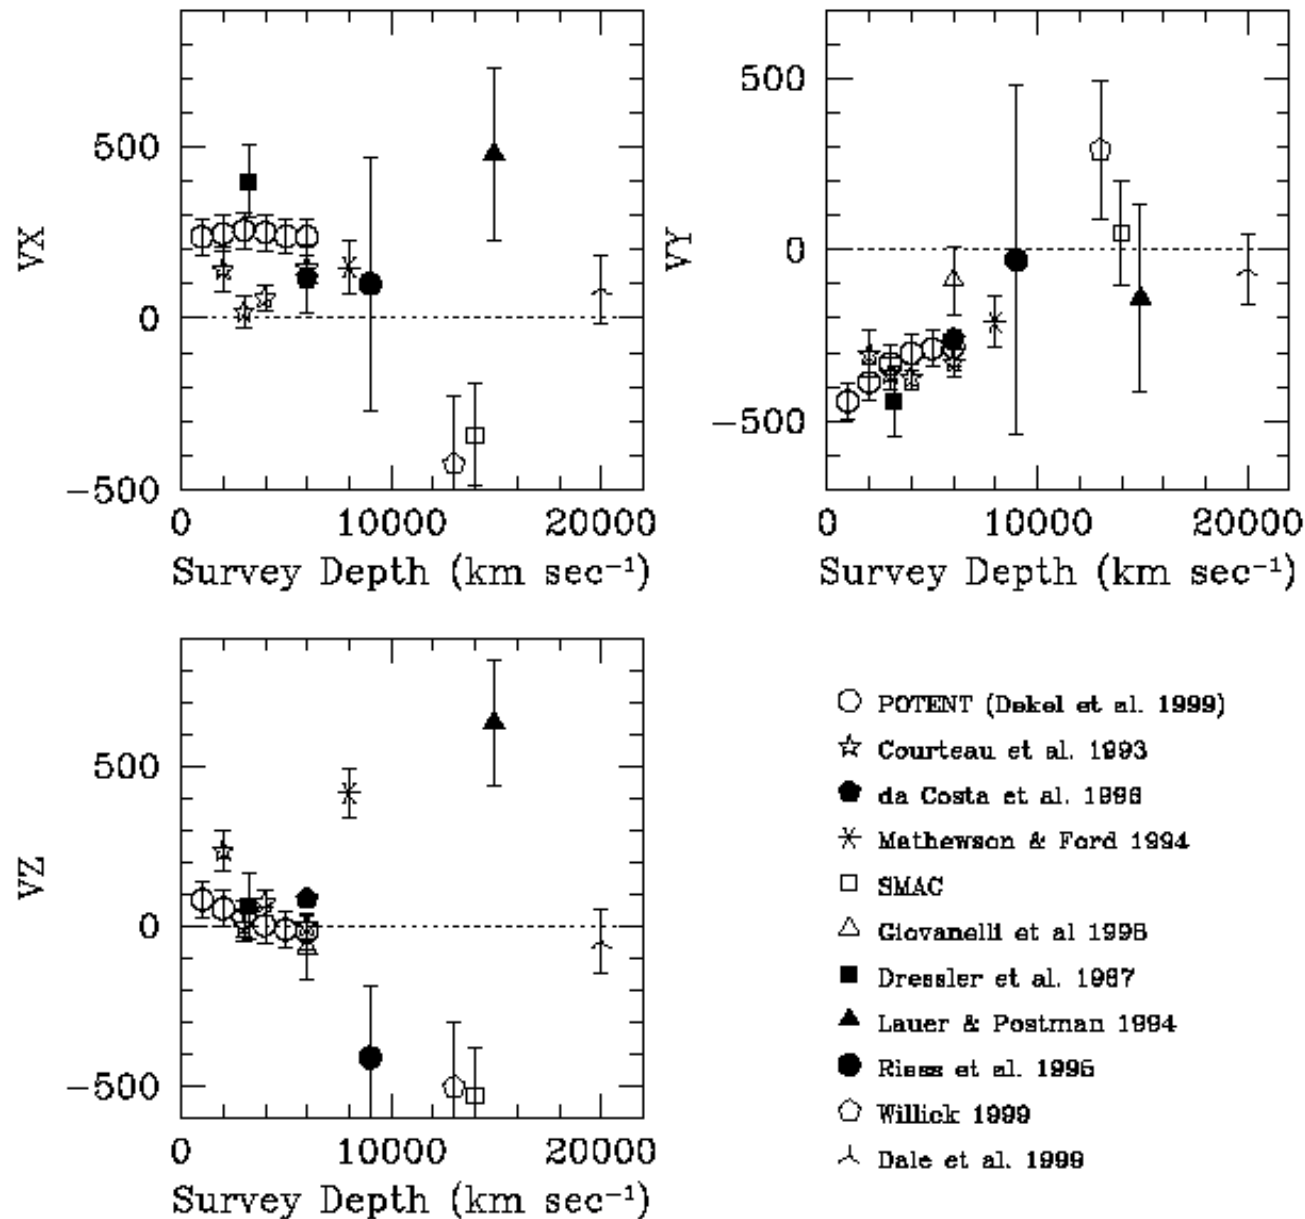 500
0
−500
VX
0
10000
20000
Survey Depth (km sec⁻¹)
500
0
−500
VY
0
10000
20000
Survey Depth (km sec⁻¹)
500
0
−500
VZ
0
10000
20000
Survey Depth (km sec⁻¹)
POTENT (Dekel et al. 1999)
Courteau et al. 1993
da Costa et al. 1996
Mathewson & Ford 1994
SMAC
Giovanelli et al 1998
Dressler et al. 1987
Lauer & Postman 1994
Riess et al. 1995
Willick 1999
Dale et al. 1999